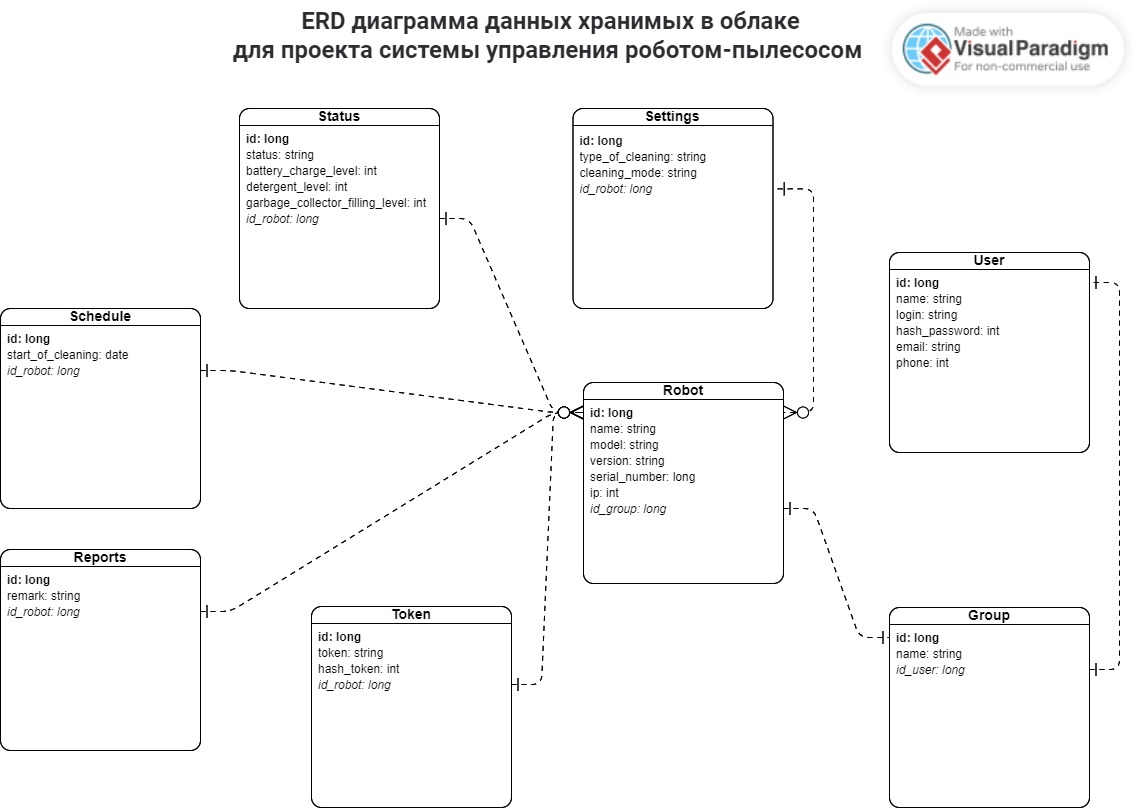 ERD диаграмма данных хранимых в облаке
для проекта системы управления роботом-пылесосом
Made with
Visual Paradigm
For non-commercial use
Status
id: long
status: string
battery_charge_level: int
detergent_level: int
garbage_collector_filling_level: int
id_robot: long
Settings
id: long
type_of_cleaning: string
cleaning_mode: string
id_robot: long
User
id: long
name: string
login: string
hash_password: int
email: string
phone: int
Schedule
id: long
start_of_cleaning: date
id_robot: long
Robot
id: long
name: string
model: string
version: string
serial_number: long
ip: int
id_group: long
Reports
id: long
remark: string
id_robot: long
Token
id: long
token: string
hash_token: int
id_robot: long
Group
id: long
name: string
id_user: long